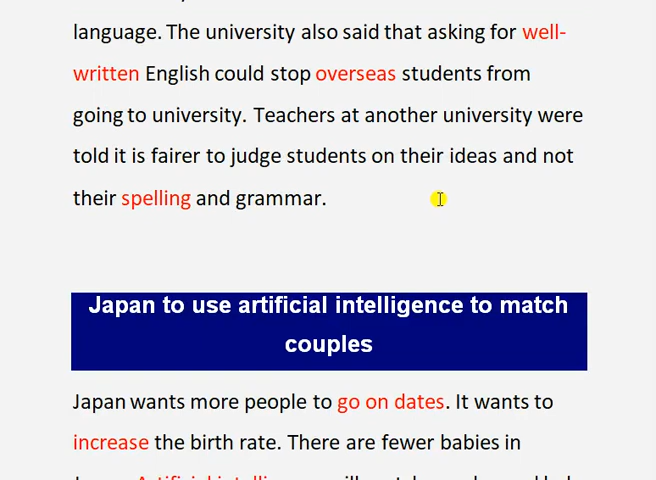 language. The university also said that asking for well-
written English could stop overseas students from
going to university. Teachers at another university were
told it is fairer to judge students on their ideas and not
their spelling and grammar.
Japan to use artificial intelligence to match
couples
Japan wants more people to go on dates. It wants to
increase the birth rate. There are fewer babies in